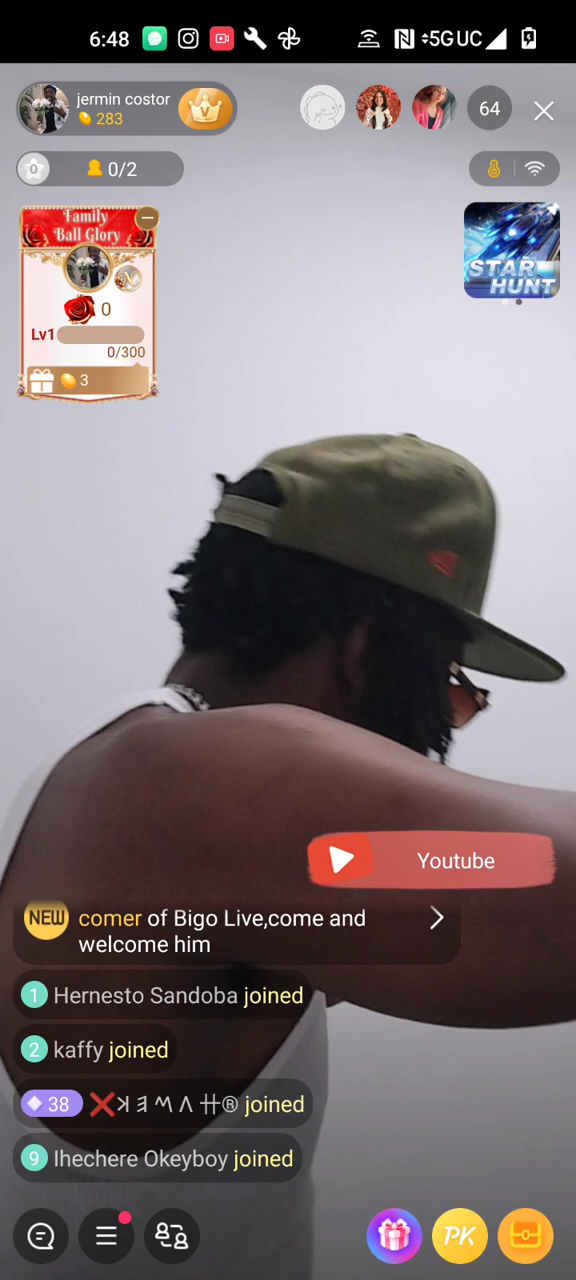 6:48
5G UC
jermin costor
283
64
0
0/2
Family
Ball Glory
N
0
Lv1
0/300
3
STAR
HUNT
Youtube
NEW comer of Bigo Live,come and
welcome him
1 Hernesto Sandoba joined
2 kaffy joined
38 joined
9 Ihechere Okeyboy joined
PK